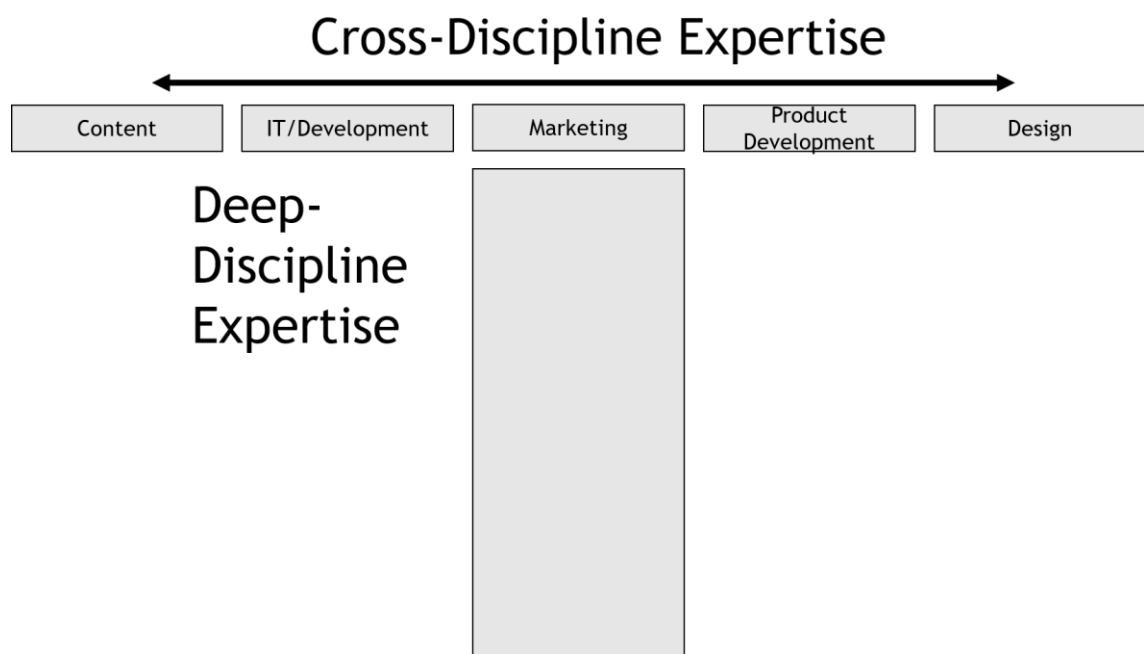 Cross-Discipline Expertise
Content
IT/Development
Marketing
Product
Development
Design
Deep-
Discipline
Expertise